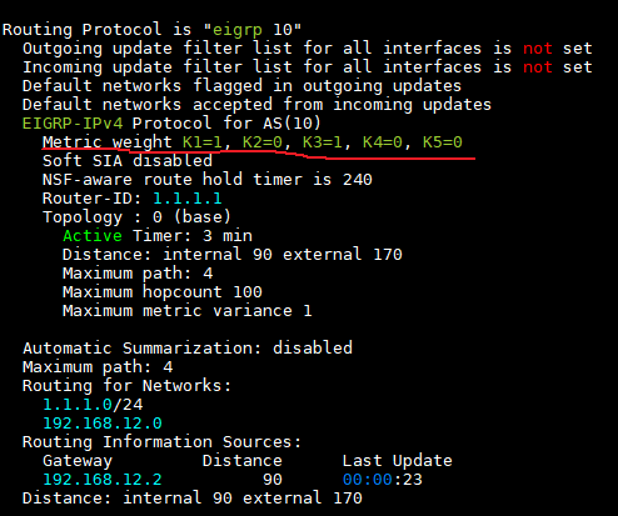 Routing Protocol is "eigrp 10"
Outgoing update filter list for all interfaces is not set
Incoming update filter list for all interfaces is not set
Default networks flagged in outgoing updates
Default networks accepted from incoming updates
EIGRP-IPv4 Protocol for AS(10)
Metric weight K1=1, K2=0, K3=1, K4=0, K5=0
Soft SIA disabled
NSF-aware route hold timer is 240
Router-ID: 1.1.1.1
Topology : 0 (base)
Active Timer: 3 min
Distance: internal 90 external 170
Maximum path: 4
Maximum hopcount 100
Maximum metric variance 1
Automatic Summarization: disabled
Maximum path: 4
Routing for Networks:
1.1.1.0/24
192.168.12.0
Routing Information Sources:
Gateway Distance Last Update
192.168.12.2 90 00:00:23
Distance: internal 90 external 170